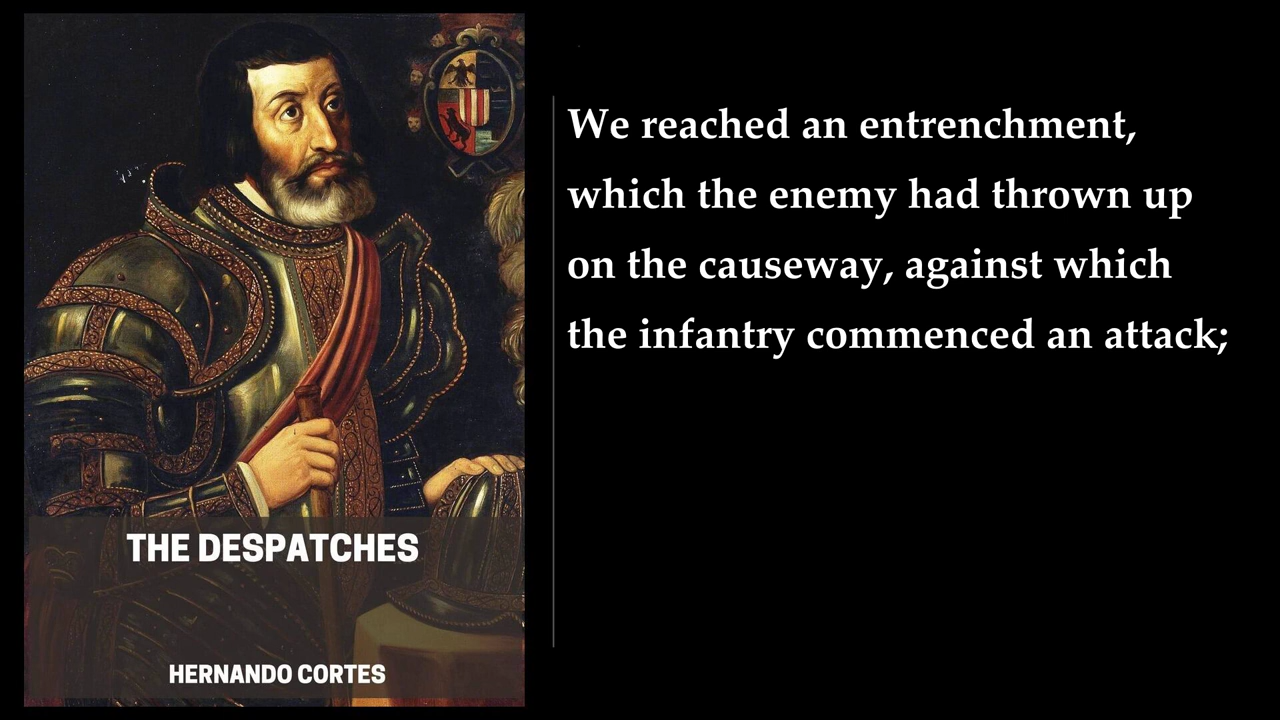 THE DESPATCHES
HERNANDO CORTES
We reached an entrenchment,
which the enemy had thrown up
on the causeway, against which
the infantry commenced an attack;